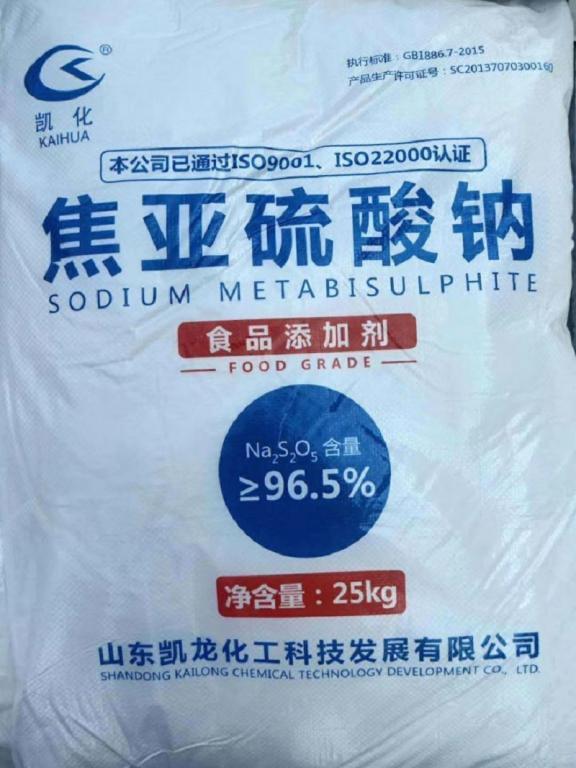 执行标准：GB1886.7-2015
产品生产许可证号：SC20137070300160
®
凯化
KAIHUA
本公司已通过ISO9001、ISO22000认证
焦亚硫酸钠
SODIUM METABISULPHITE
食品添加剂
FOOD GRADE
Na₂S₂O₅ 含量
≥96.5%
净含量：25kg
山东凯龙化工科技发展有限公司
SHANDONG KAILONG CHEMICAL TECHNOLOGY DEVELOPMENT CO., LTD.